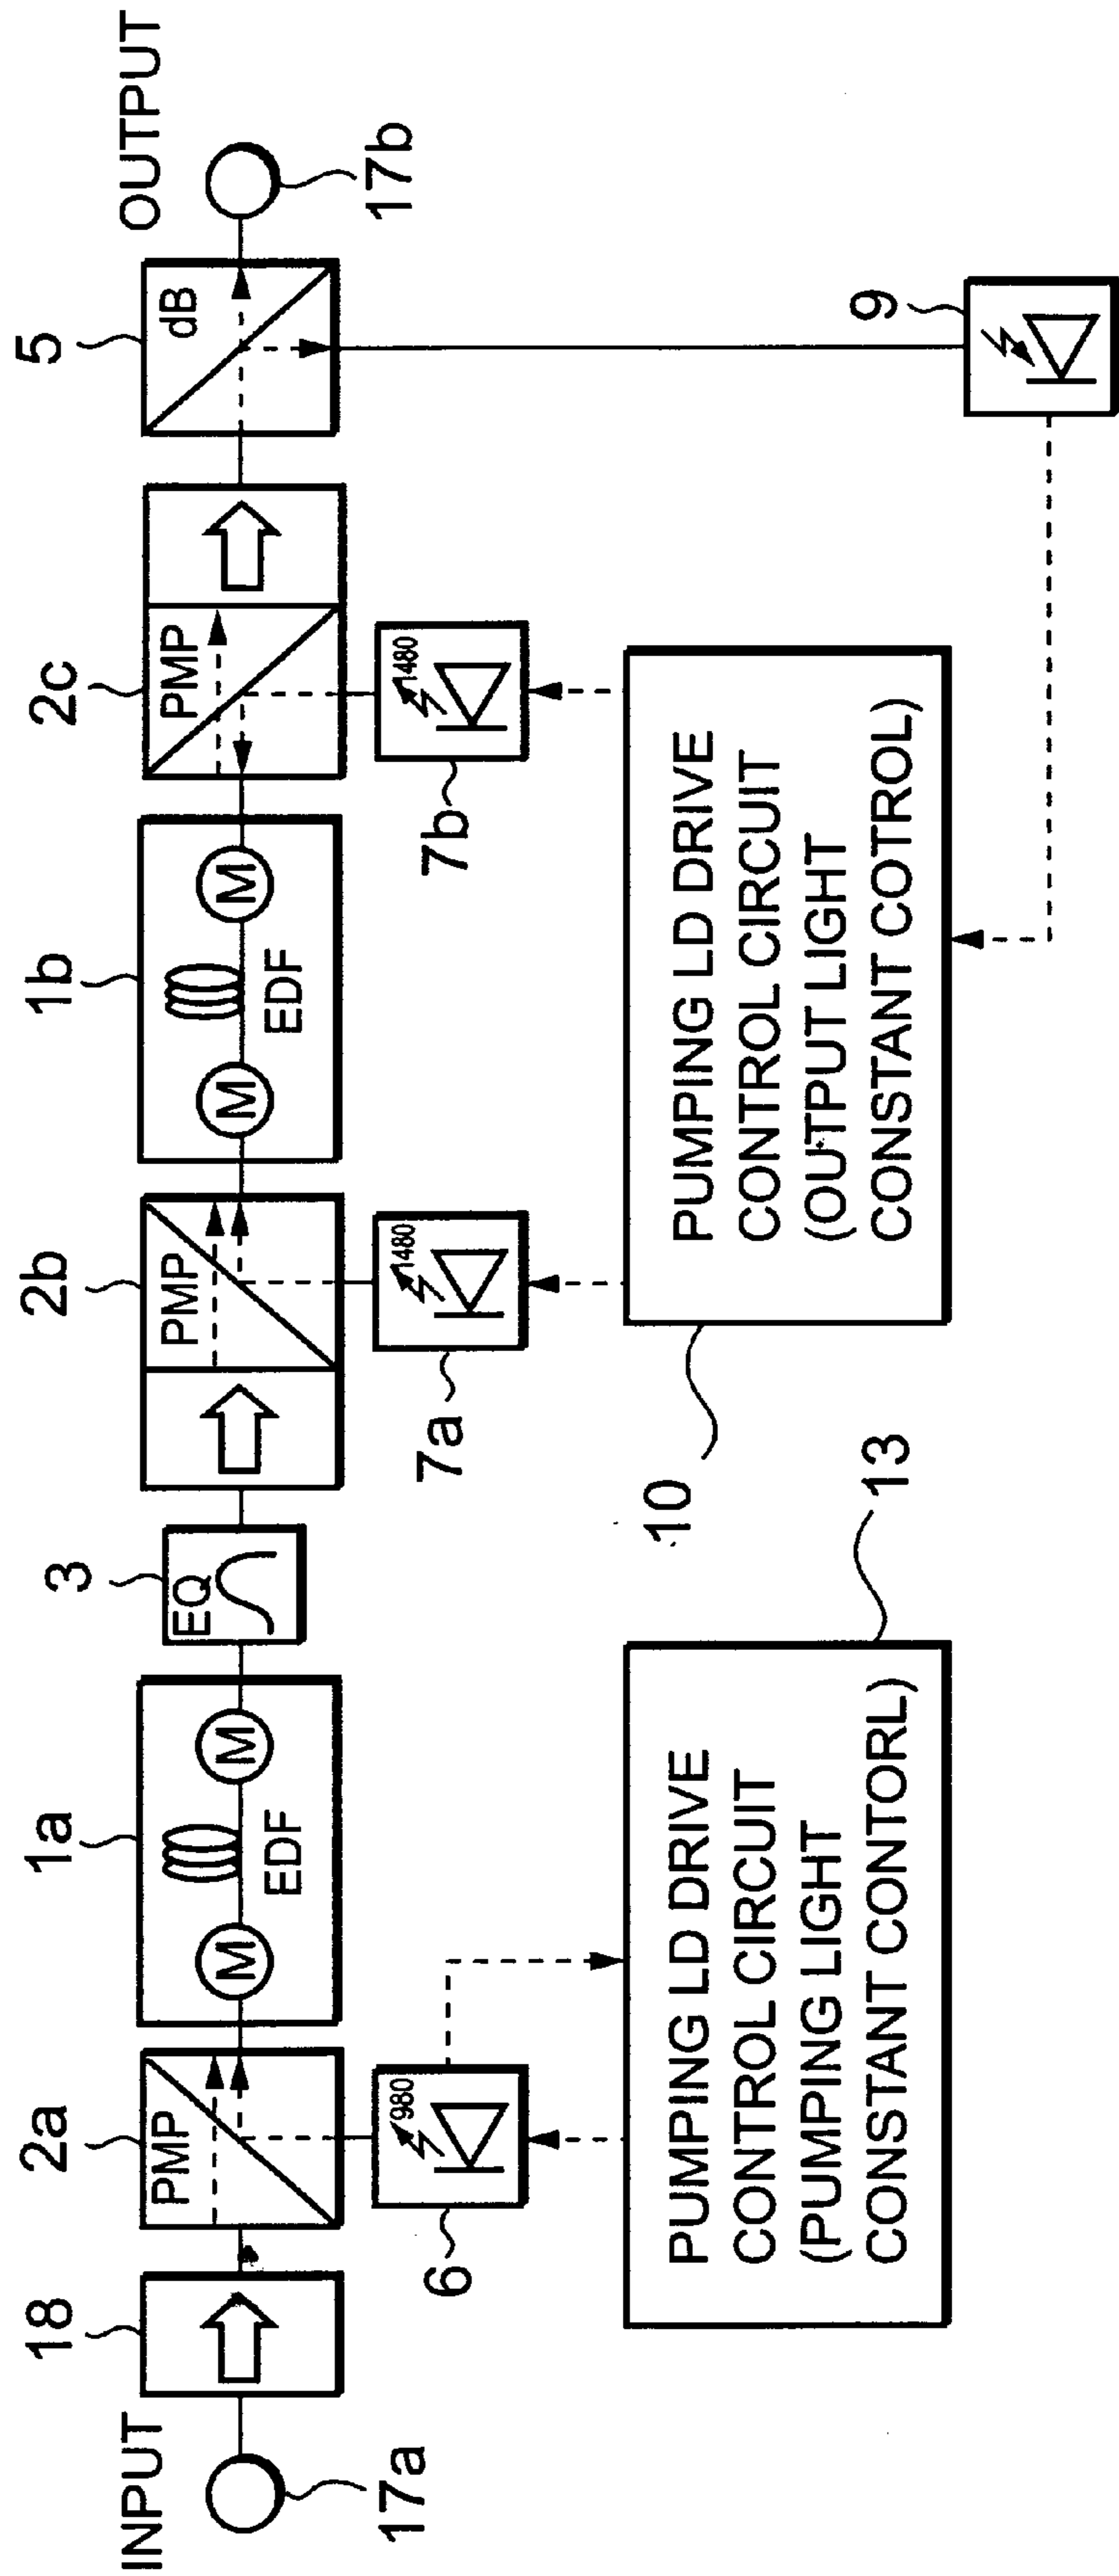 INPUT
17a
18
2a
PMP
980
6
1a
M
M
EDF
3
EQ
2b
PMP
1480
7a
1b
M
M
EDF
2c
PMP
1480
7b
5
dB
OUTPUT
17b
9
PUMPING LD DRIVE
CONTROL CIRCUIT
(PUMPING LIGHT
CONSTANT CONTORL)
13
PUMPING LD DRIVE
CONTROL CIRCUIT
(OUTPUT LIGHT
CONSTANT COTROL)
10